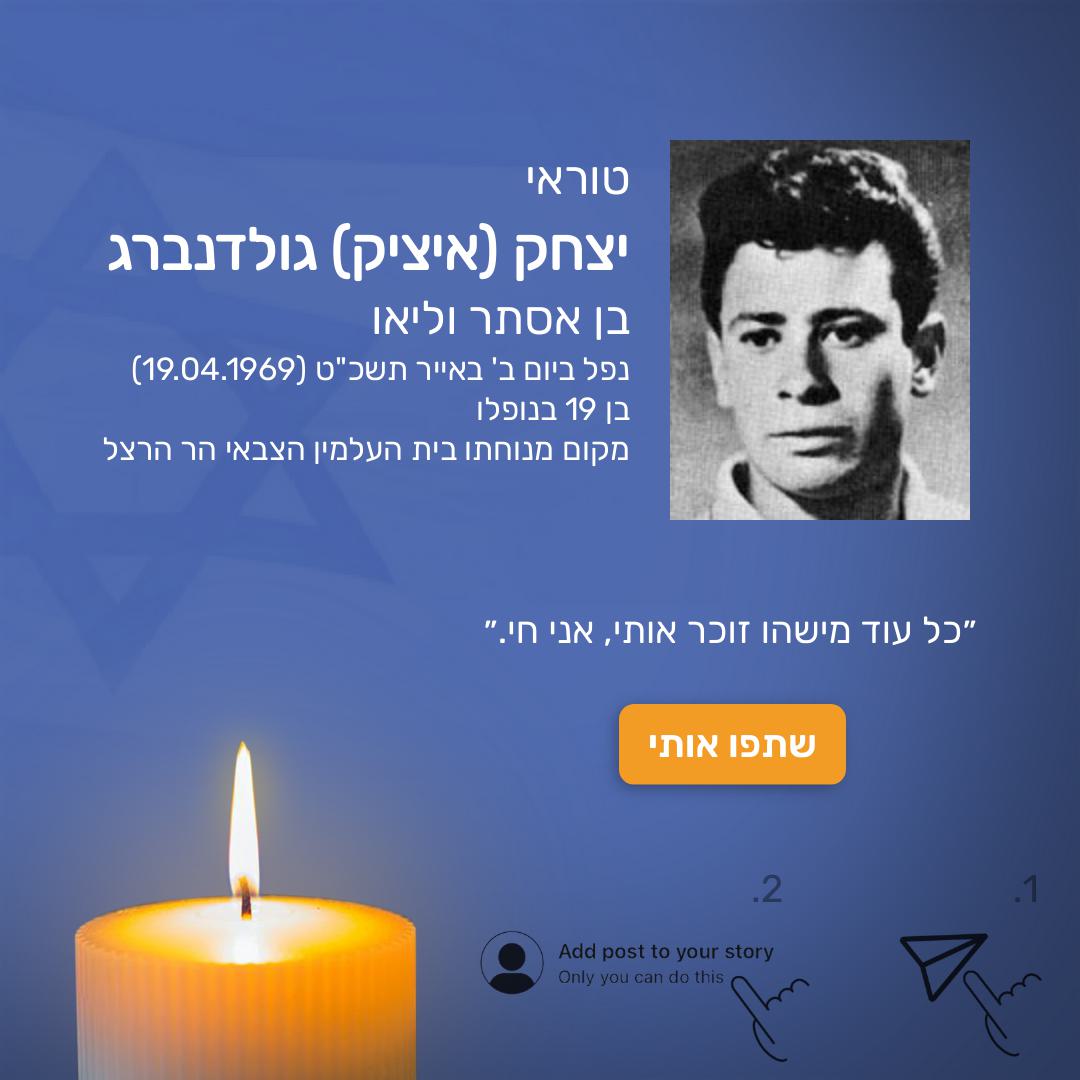 טוראי
יצחק (איציק) גולדנברג
בן אסתר וליאו
נפל ביום ב' באייר תשכ"ט (19.04.1969)
בן 19 בנופלו
מקום מנוחתו בית העלמין הצבאי הר הרצל
״כל עוד מישהו זוכר אותי, אני חי.״
שתפו אותי
1.
2.
Add post to your story
Only you can do this